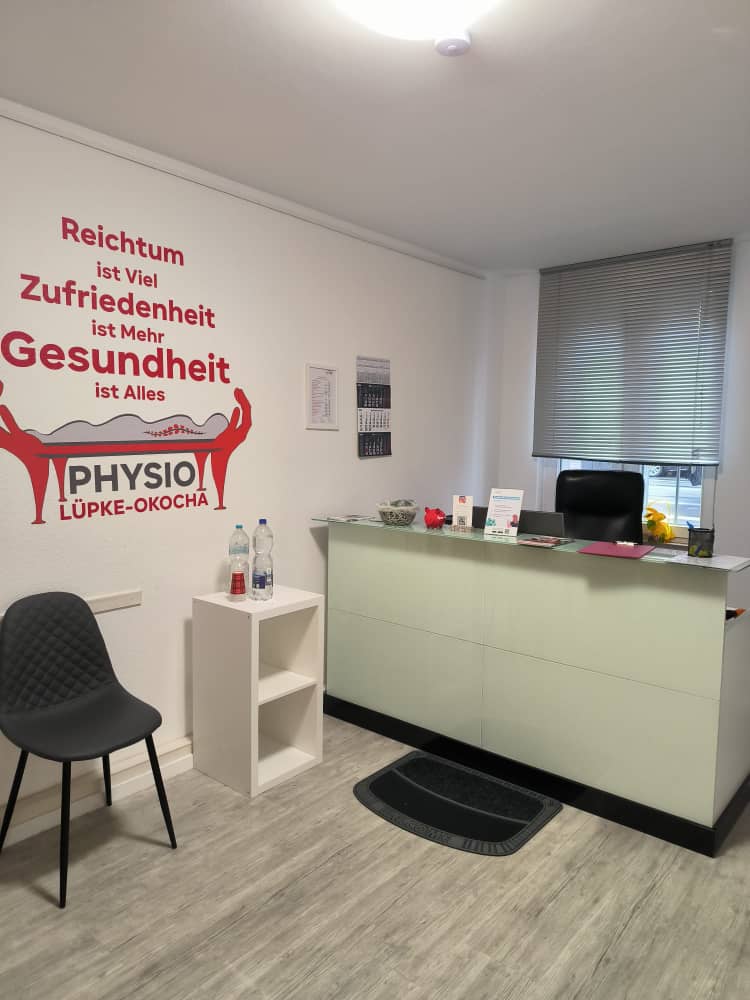 Reichtum
ist Viel
Zufriedenheit
ist Mehr
Gesundheit
ist Alles
PHYSIO
LÜPKE-OKOCHA